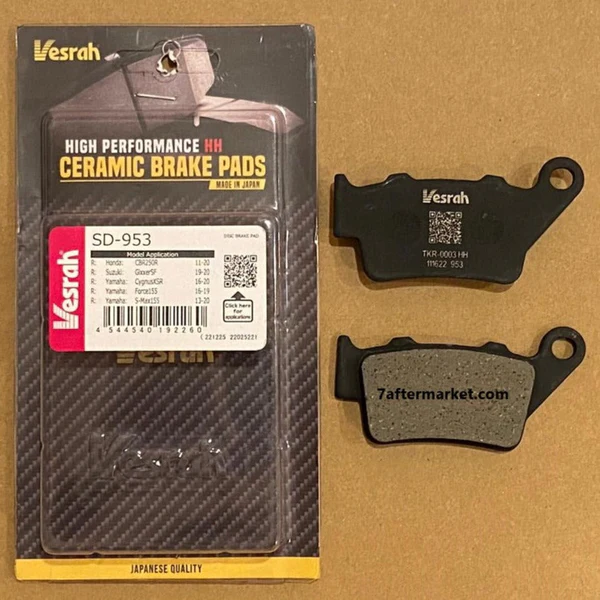 Vesrah
HIGH PERFORMANCE HH
CERAMIC BRAKE PADS
MADE IN JAPAN
Vesrah
SD-953
DISC BRAKE PAD
Model Application
R: Honda: CBR250R 11-20
R: Suzuki: GixxerSF 19-20
R: Yamaha: CygnusXSR 16-20
R: Yamaha: Force155 16-19
R: Yamaha: S-Max155 13-20
Click here
for
applications
4 544540 192260
( 221225 22025221
Vesrah
Vesrah
JAPANESE QUALITY
Vesrah
TKR-0003 HH
111622 953
7aftermarket.com